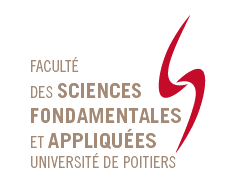 FACULTÉ
DES SCIENCES
FONDAMENTALES
ET APPLIQUÉES
UNIVERSITÉ DE POITIERS